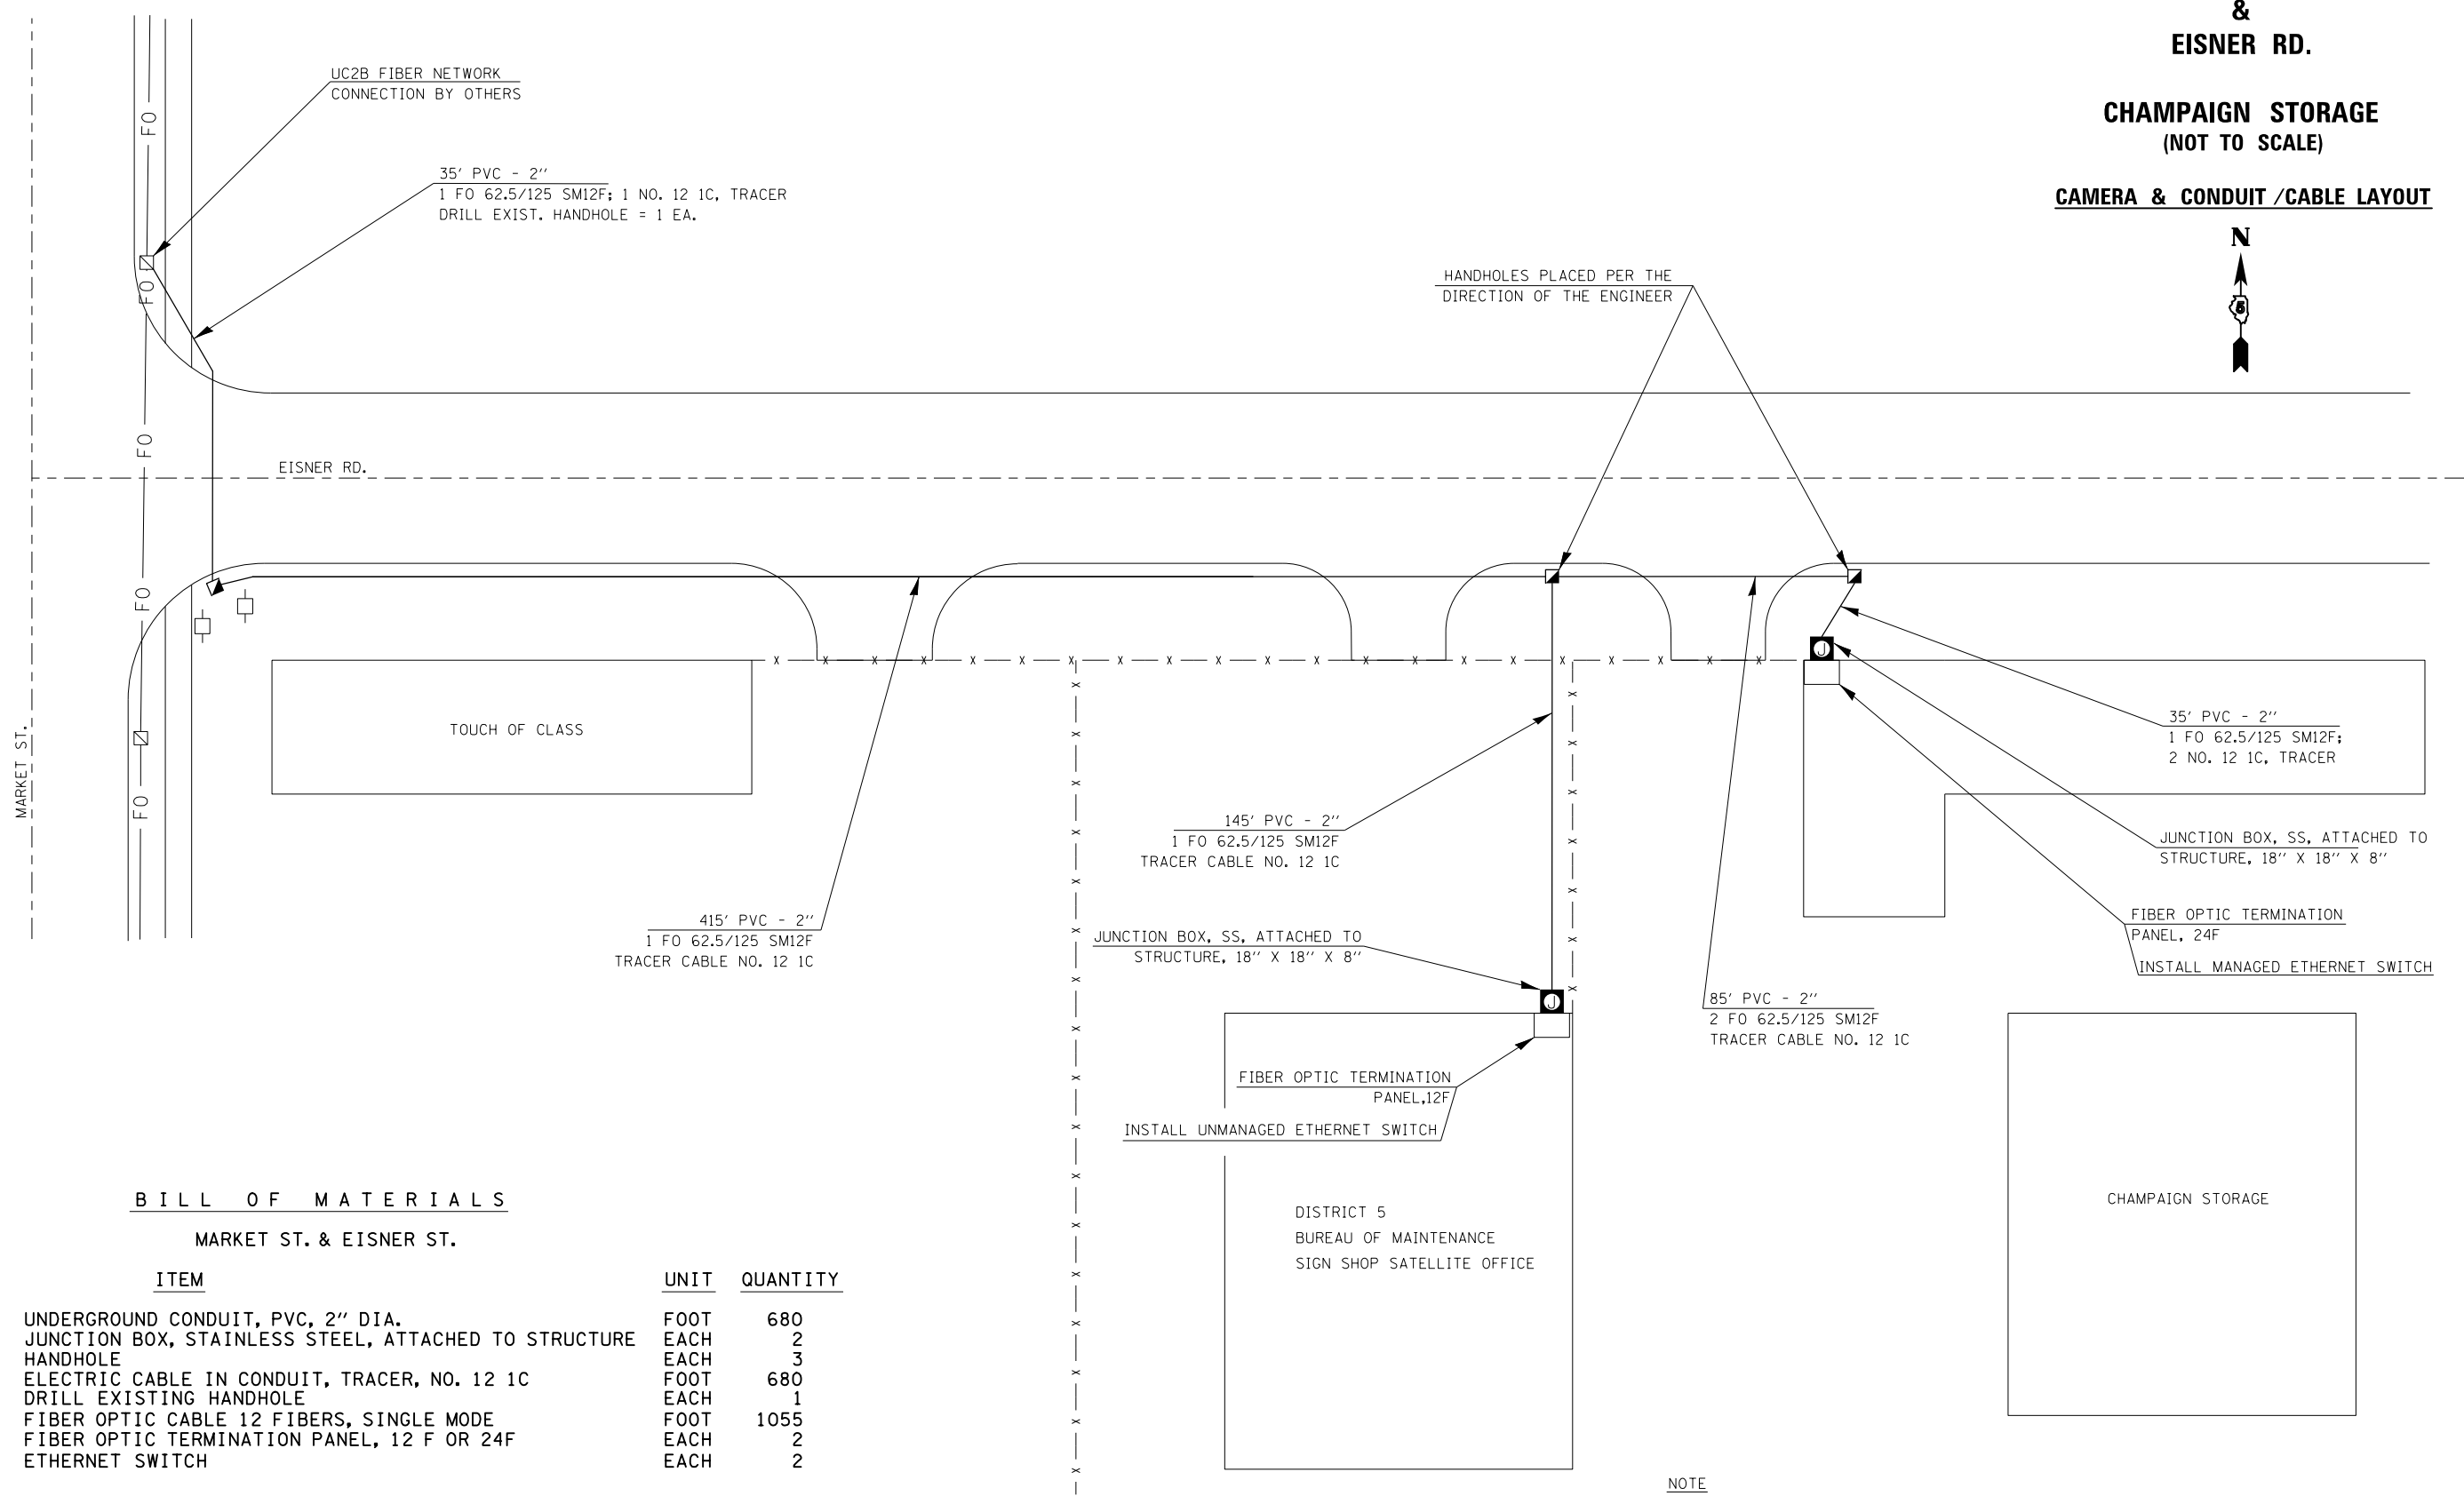 &
EISNER RD.
CHAMPAIGN STORAGE
(NOT TO SCALE)
CAMERA & CONDUIT /CABLE LAYOUT
N
5
UC2B FIBER NETWORK
CONNECTION BY OTHERS
35' PVC - 2''
1 FO 62.5/125 SM12F; 1 NO. 12 1C, TRACER
DRILL EXIST. HANDHOLE = 1 EA.
HANDHOLES PLACED PER THE
DIRECTION OF THE ENGINEER
FO
FO
FO
FO
FO
EISNER RD.
MARKET ST.
TOUCH OF CLASS
J
35' PVC - 2''
1 FO 62.5/125 SM12F;
2 NO. 12 1C, TRACER
145' PVC - 2''
1 FO 62.5/125 SM12F
TRACER CABLE NO. 12 1C
JUNCTION BOX, SS, ATTACHED TO
STRUCTURE, 18'' X 18'' X 8''
415' PVC - 2''
1 FO 62.5/125 SM12F
TRACER CABLE NO. 12 1C
JUNCTION BOX, SS, ATTACHED TO
STRUCTURE, 18'' X 18'' X 8''
FIBER OPTIC TERMINATION
PANEL, 24F
INSTALL MANAGED ETHERNET SWITCH
J
85' PVC - 2''
2 FO 62.5/125 SM12F
TRACER CABLE NO. 12 1C
FIBER OPTIC TERMINATION
PANEL,12F
INSTALL UNMANAGED ETHERNET SWITCH
DISTRICT 5
BUREAU OF MAINTENANCE
SIGN SHOP SATELLITE OFFICE
CHAMPAIGN STORAGE
BILL OF MATERIALS
MARKET ST. & EISNER ST.
ITEM UNIT QUANTITY
UNDERGROUND CONDUIT, PVC, 2'' DIA. FOOT 680
JUNCTION BOX, STAINLESS STEEL, ATTACHED TO STRUCTURE EACH 2
HANDHOLE EACH 3
ELECTRIC CABLE IN CONDUIT, TRACER, NO. 12 1C FOOT 680
DRILL EXISTING HANDHOLE EACH 1
FIBER OPTIC CABLE 12 FIBERS, SINGLE MODE FOOT 1055
FIBER OPTIC TERMINATION PANEL, 12 F OR 24F EACH 2
ETHERNET SWITCH EACH 2
NOTE